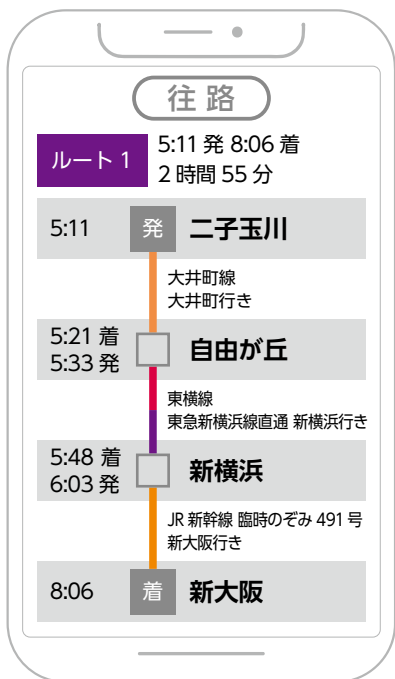 往路
ルート 1
5:11 発 8:06 着
2 時間 55 分
5:11 発 二子玉川
大井町線
大井町行き
5:21 着
5:33 発
自由が丘
東横線
東急新横浜線直通 新横浜行き
5:48 着
6:03 発
新横浜
JR 新幹線 臨時のぞみ 491 号
新大阪行き
8:06 着 新大阪